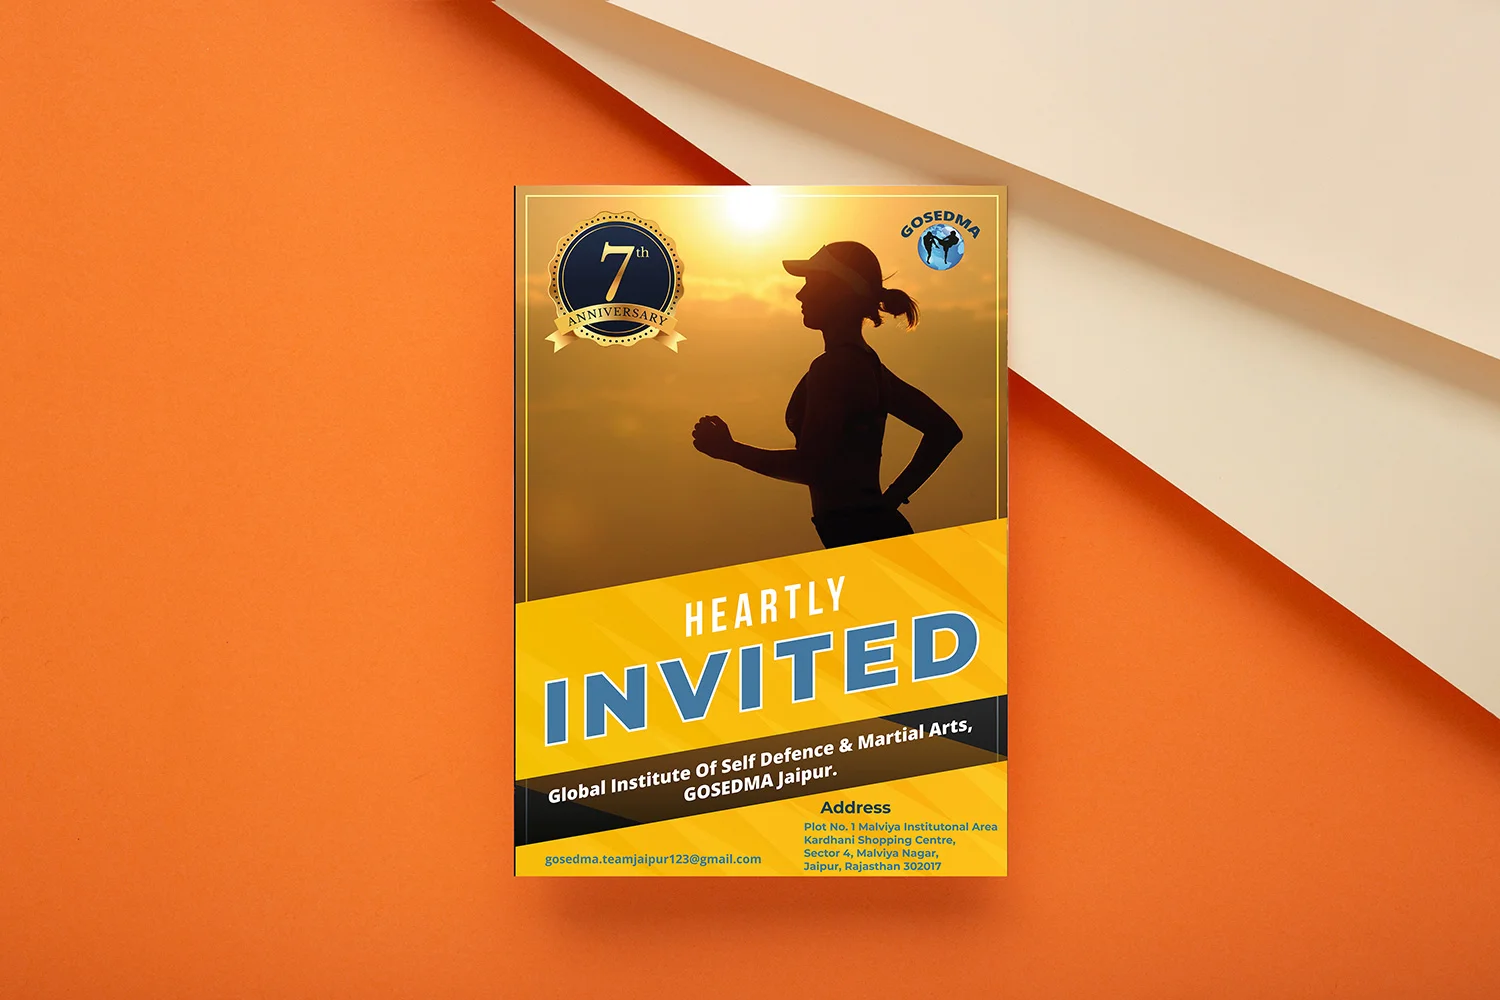 7th
ANNIVERSARY
GOSEDMA
HEARTLY
INVITED
Global Institute Of Self Defence & Martial Arts,
GOSEDMA Jaipur.
Address
Plot No. 1 Malviya Institutonal Area
Kardhani Shopping Centre,
Sector 4, Malviya Nagar,
Jaipur, Rajasthan 302017
gosedma.teamjaipur123@gmail.com